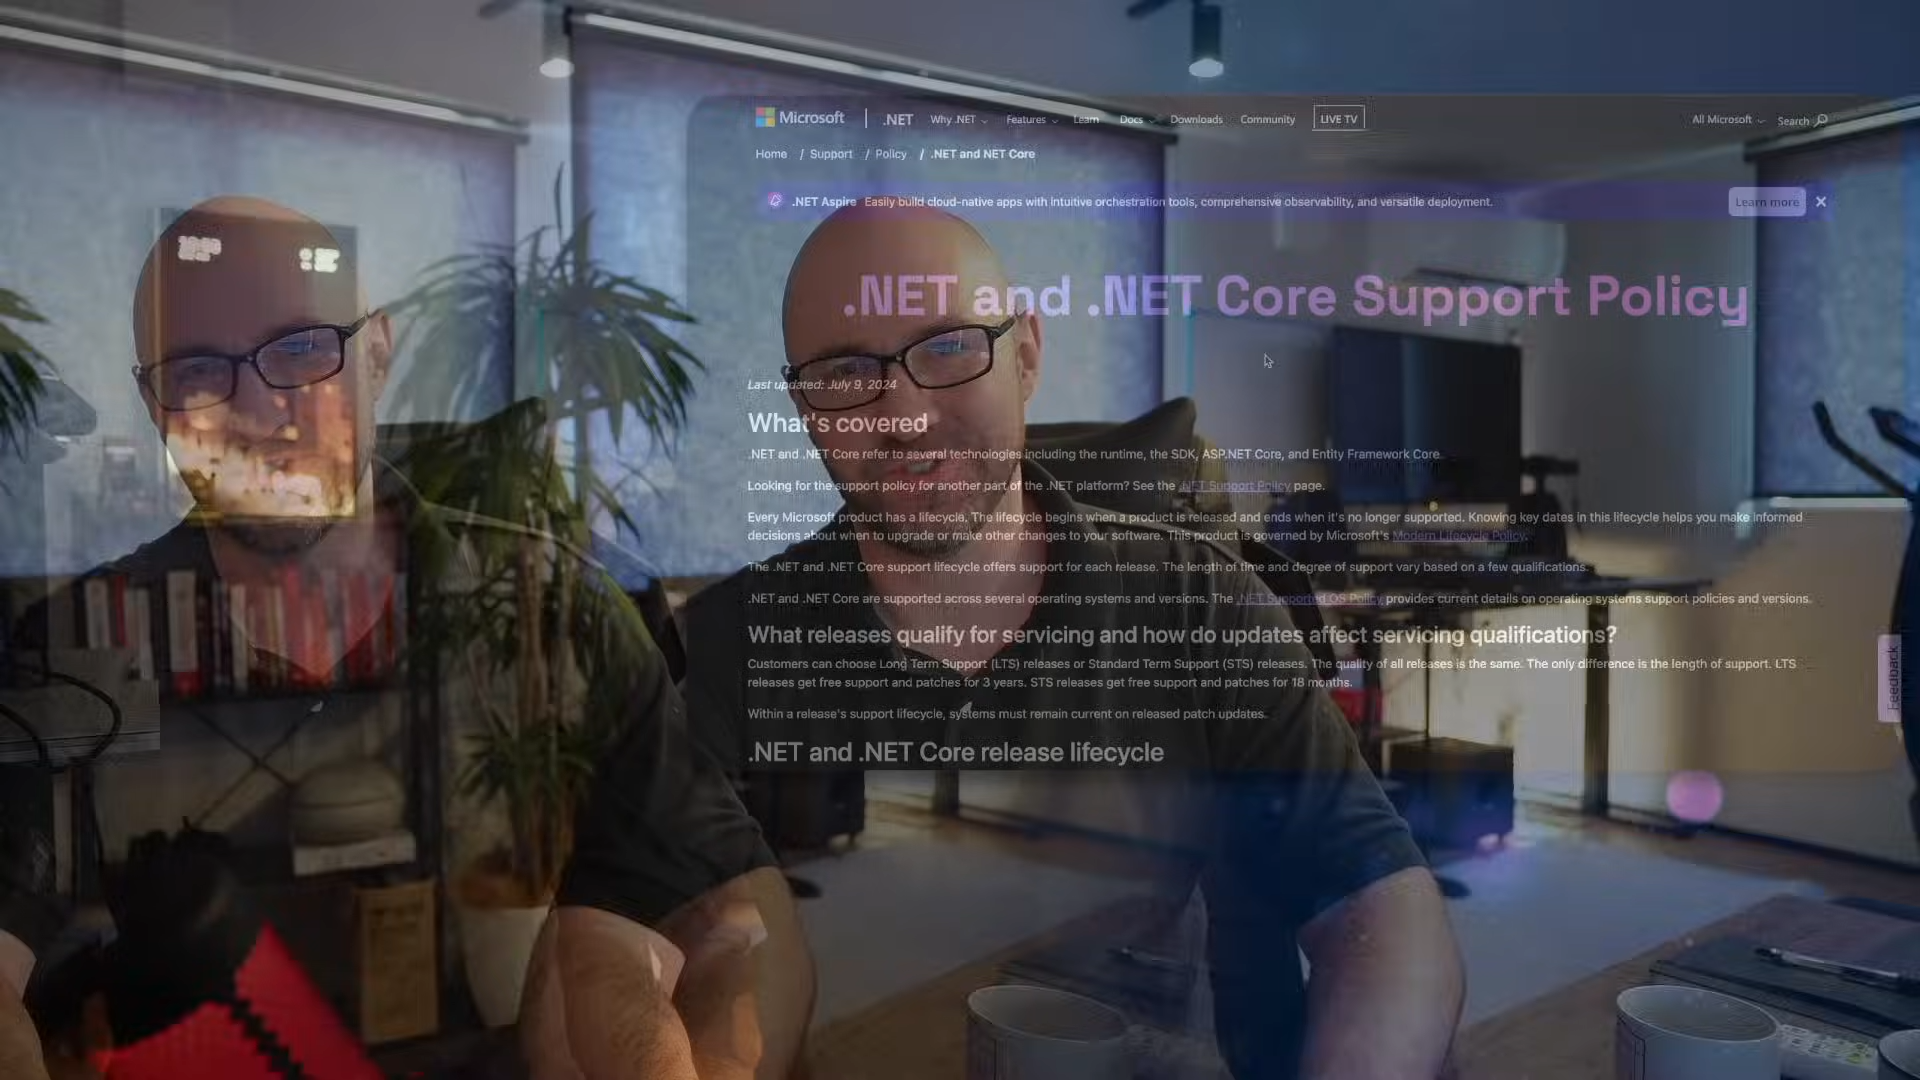 Microsoft | .NET Why .NET Features Learn Docs Downloads Community LIVE TV All Microsoft Search
Home / Support / Policy / .NET and NET Core
.NET Aspire Easily build cloud-native apps with intuitive orchestration tools, comprehensive observability, and versatile deployment. Learn more
.NET and .NET Core Support Policy
Last updated: July 9, 2024
What's covered
.NET and .NET Core refer to several technologies including the runtime, the SDK, ASP.NET Core, and Entity Framework Core.
Looking for the support policy for another part of the .NET platform? See the .NET Support Policy page.
Every Microsoft product has a lifecycle. The lifecycle begins when a product is released and ends when it's no longer supported. Knowing key dates in this lifecycle helps you make informed
decisions about when to upgrade or make other changes to your software. This product is governed by Microsoft's Modern Lifecycle Policy.
The .NET and .NET Core support lifecycle offers support for each release. The length of time and degree of support vary based on a few qualifications.
.NET and .NET Core are supported across several operating systems and versions. The .NET Supported OS Policy provides current details on operating systems support policies and versions.
What releases qualify for servicing and how do updates affect servicing qualifications?
Customers can choose Long Term Support (LTS) releases or Standard Term Support (STS) releases. The quality of all releases is the same. The only difference is the length of support. LTS
releases get free support and patches for 3 years. STS releases get free support and patches for 18 months.
Within a release's support lifecycle, systems must remain current on released patch updates.
.NET and .NET Core release lifecycle
Feedback